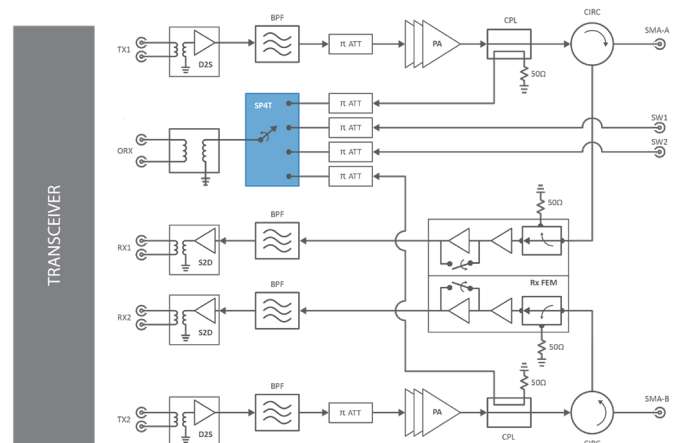 TRANSCEIVER
TX1
D2S
BPF
π ATT
PA
CPL
50Ω
CIRC
SMA-A
SP4T
π ATT
π ATT
SW1
ORX
π ATT
SW2
π ATT
50Ω
RX1
S2D
BPF
Rx FEM
RX2
S2D
BPF
50Ω
50Ω
TX2
D2S
BPF
π ATT
PA
CPL
CIRC
SMA-B